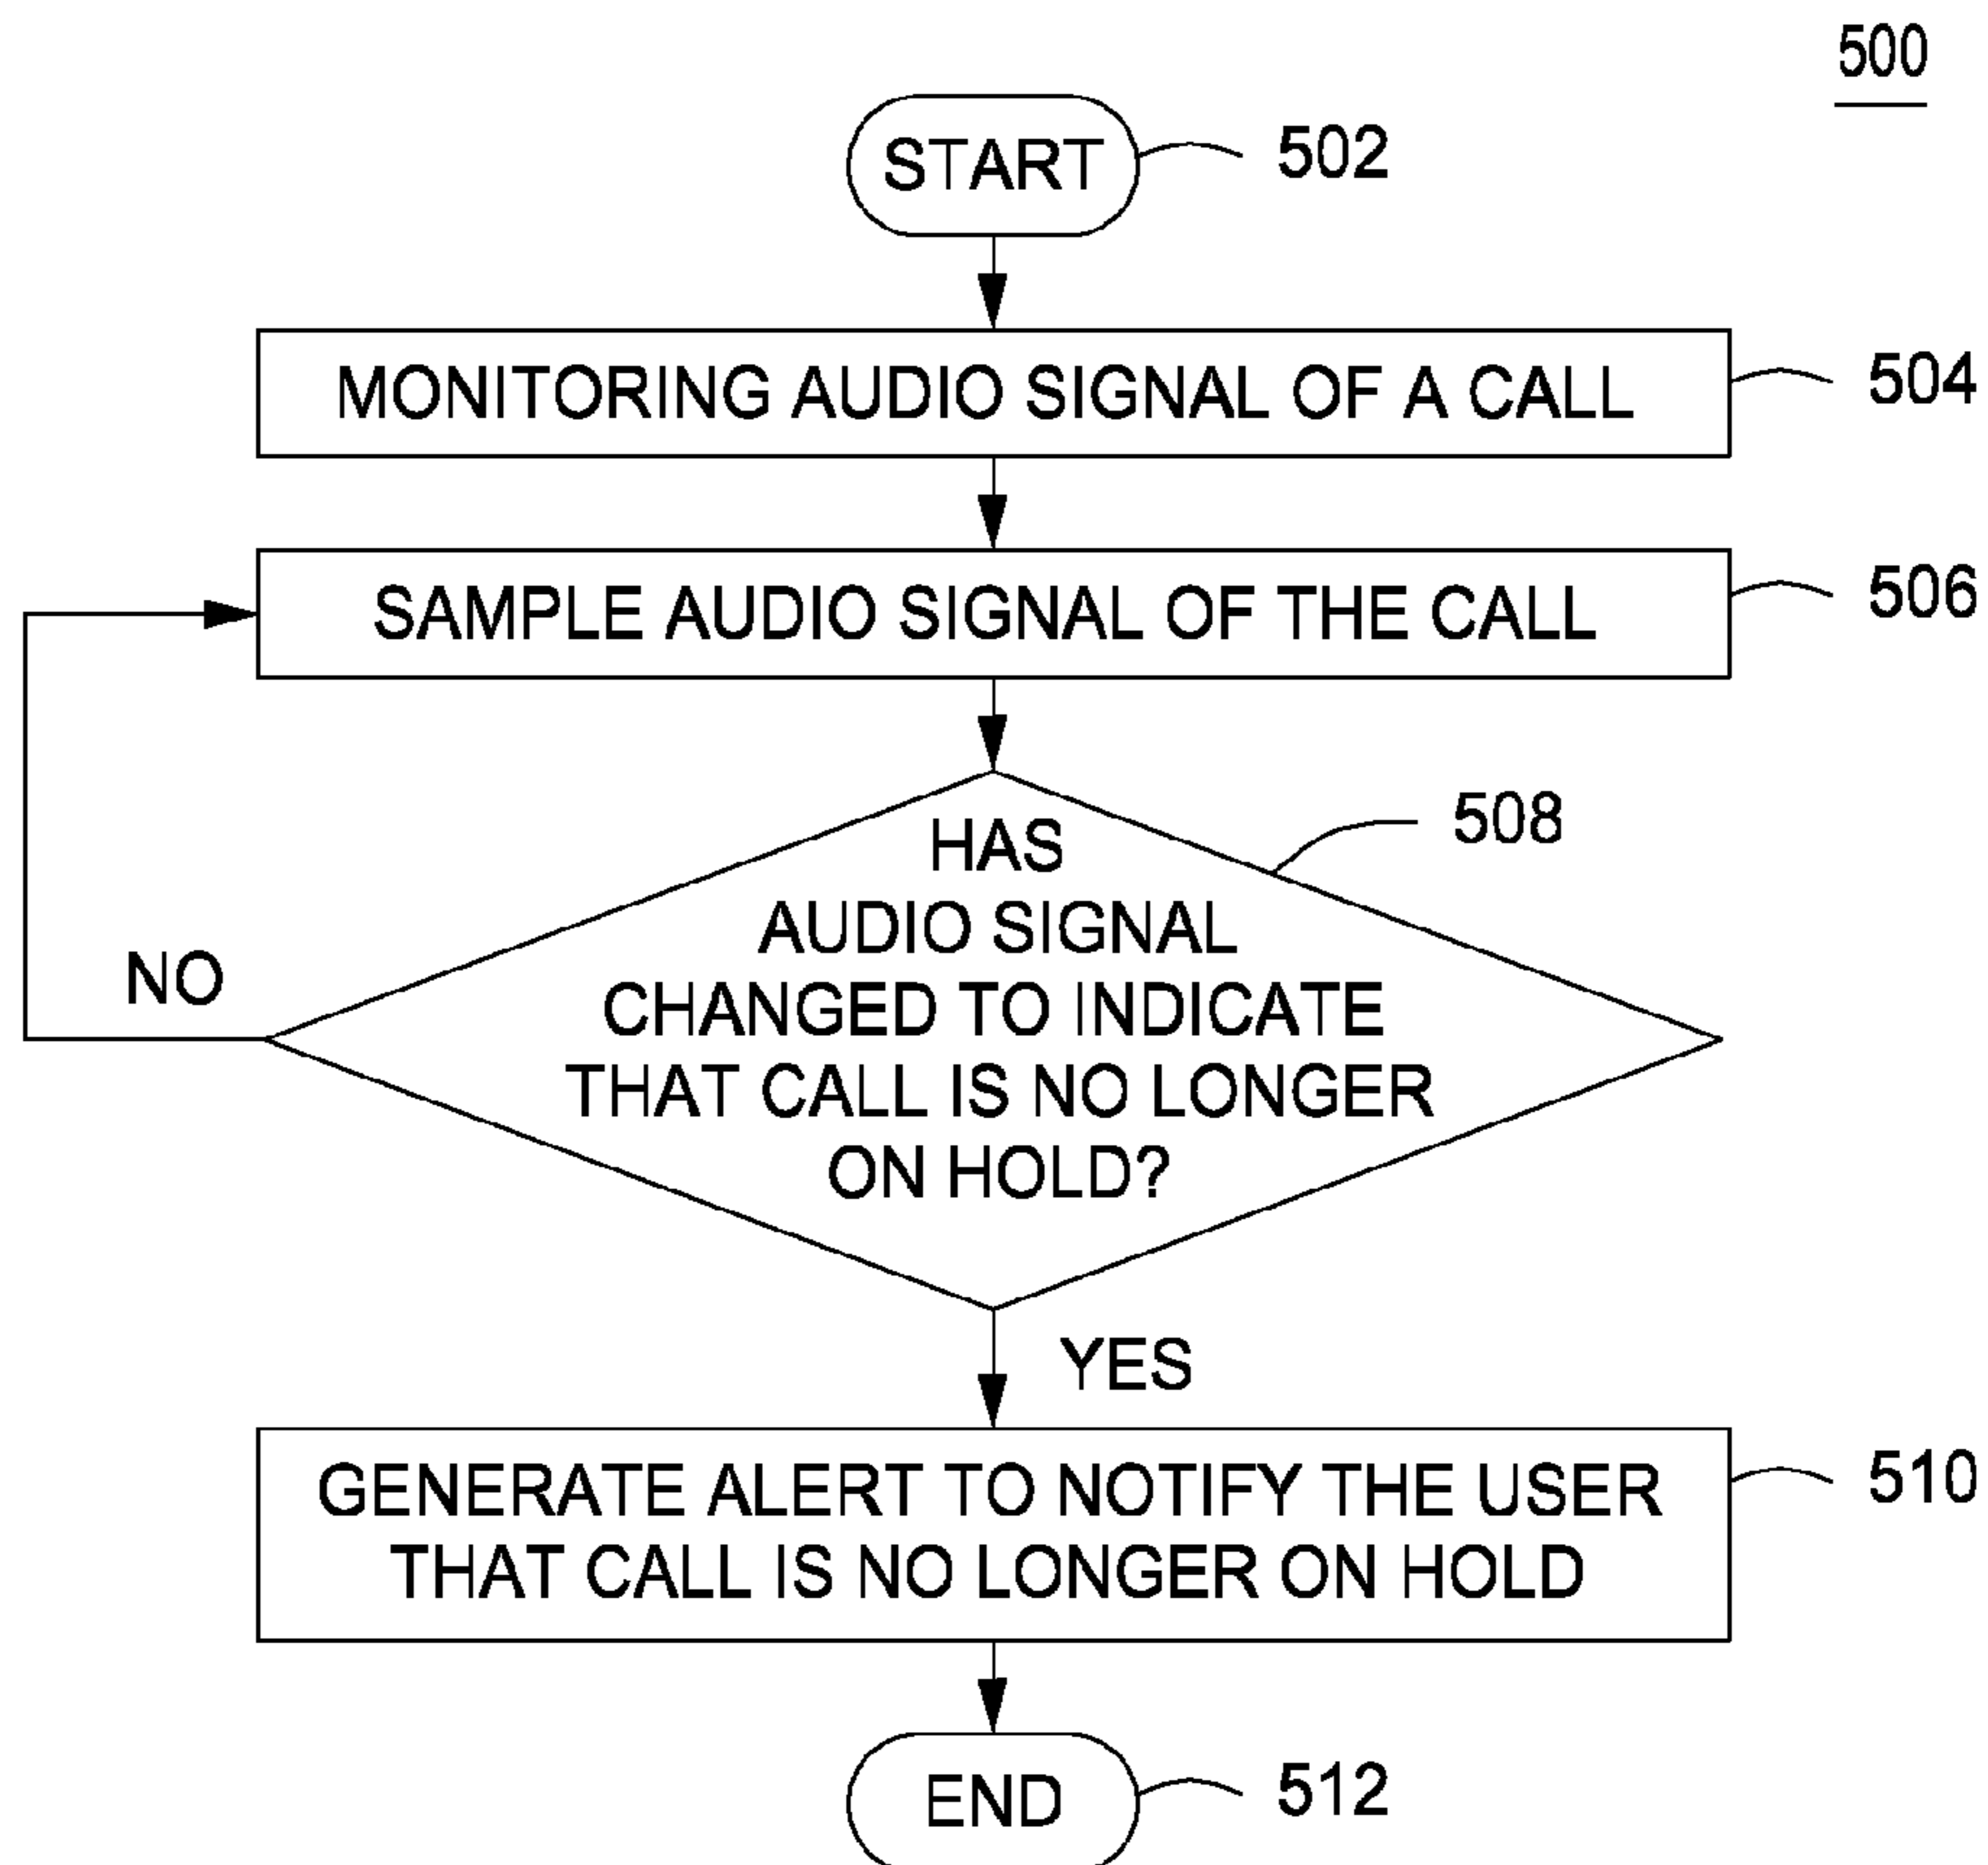 500
START
502
MONITORING AUDIO SIGNAL OF A CALL
504
SAMPLE AUDIO SIGNAL OF THE CALL
506
HAS
AUDIO SIGNAL
CHANGED TO INDICATE
THAT CALL IS NO LONGER
ON HOLD?
508
NO
YES
GENERATE ALERT TO NOTIFY THE USER
THAT CALL IS NO LONGER ON HOLD
510
END
512